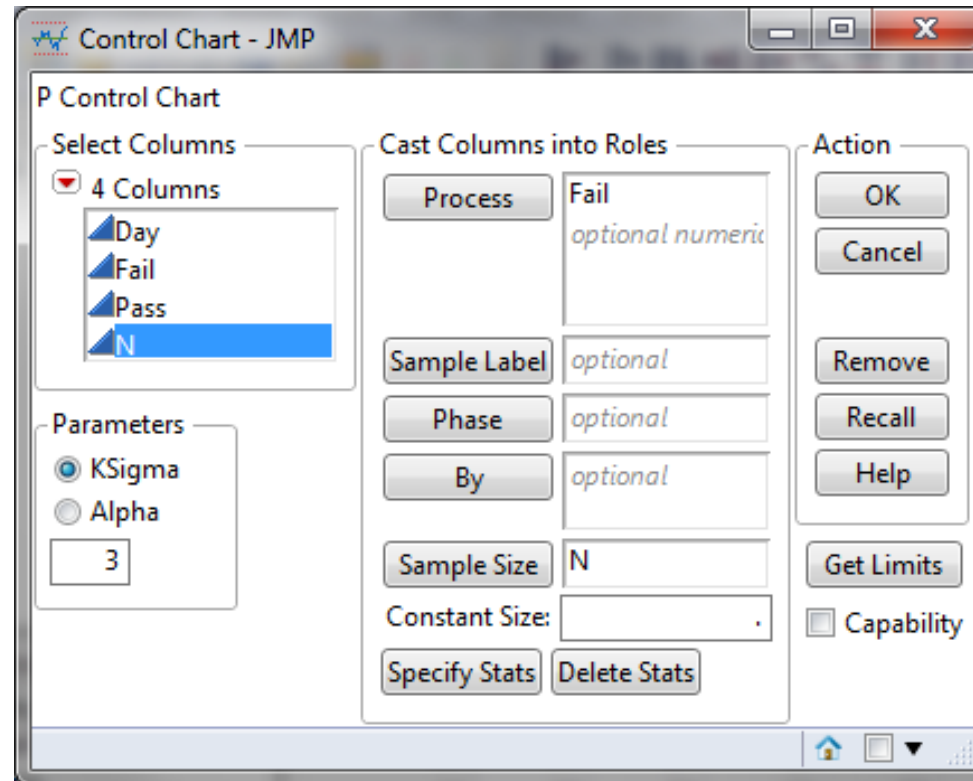 Control Chart - JMP
P Control Chart
Select Columns
4 Columns
Day
Fail
Pass
N
Parameters
KSigma
Alpha
3
Cast Columns into Roles
Process
Fail
optional numeric
Sample Label
optional
Phase
optional
By
optional
Sample Size
N
Constant Size:
.
Specify Stats
Delete Stats
Action
OK
Cancel
Remove
Recall
Help
Get Limits
Capability